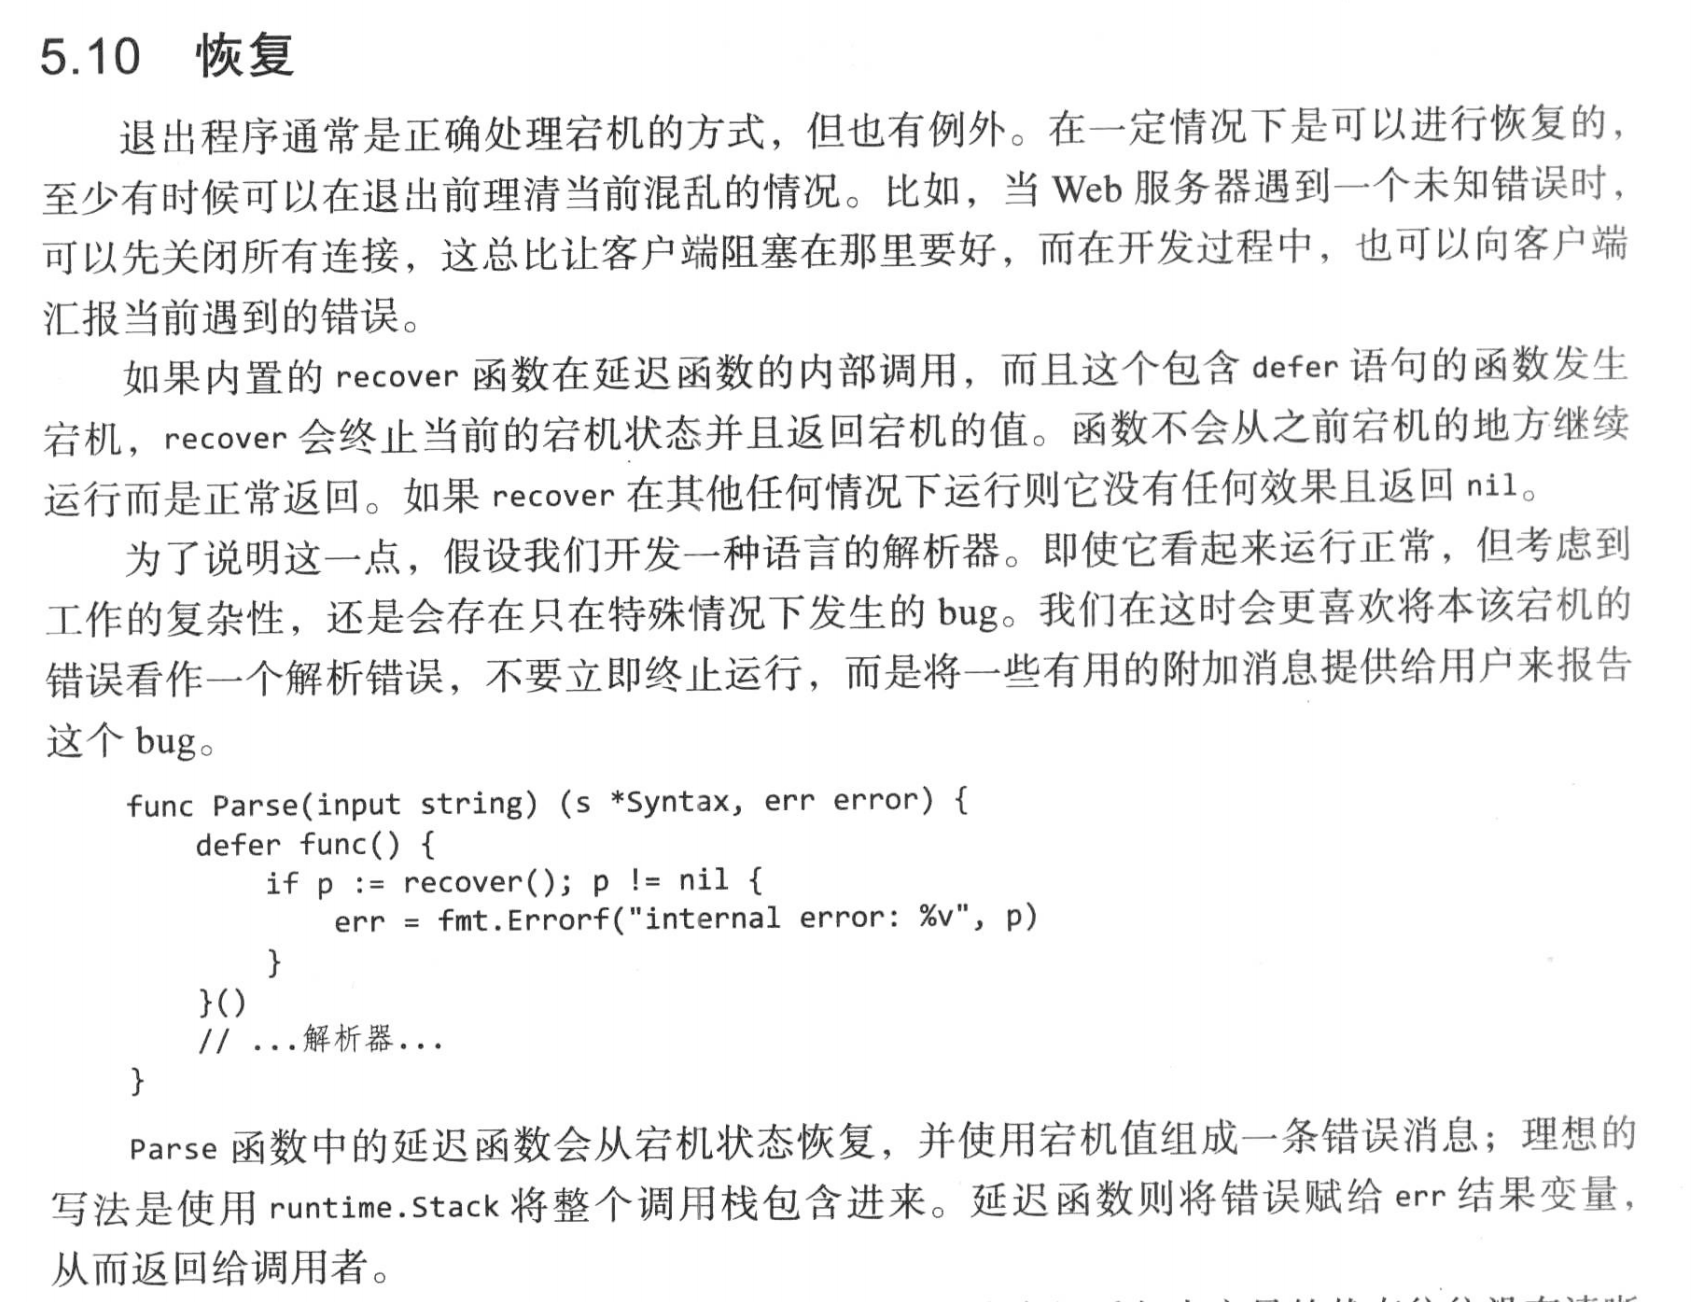 5.10 恢复
退出程序通常是正确处理宕机的方式，但也有例外。在一定情况下是可以进行恢复的，
至少有时候可以在退出前理清当前混乱的情况。比如，当 Web 服务器遇到一个未知错误时，
可以先关闭所有连接，这总比让客户端阻塞在那里要好，而在开发过程中，也可以向客户端
汇报当前遇到的错误。
如果内置的 recover 函数在延迟函数的内部调用，而且这个包含 defer 语句的函数发生
宕机，recover 会终止当前的宕机状态并且返回宕机的值。函数不会从之前宕机的地方继续
运行而是正常返回。如果 recover 在其他任何情况下运行则它没有任何效果且返回 nil。
为了说明这一点，假设我们开发一种语言的解析器。即使它看起来运行正常，但考虑到
工作的复杂性，还是会存在只在特殊情况下发生的 bug。我们在这时会更喜欢将本该宕机的
错误看作一个解析错误，不要立即终止运行，而是将一些有用的附加消息提供给用户来报告
这个 bug。
func Parse(input string) (s *Syntax, err error) {
defer func() {
if p := recover(); p != nil {
err = fmt.Errorf("internal error: %v", p)
}
}()
// ...解析器...
}
Parse 函数中的延迟函数会从宕机状态恢复，并使用宕机值组成一条错误消息；理想的
写法是使用 runtime.Stack 将整个调用栈包含进来。延迟函数则将错误赋给 err 结果变量，
从而返回给调用者。